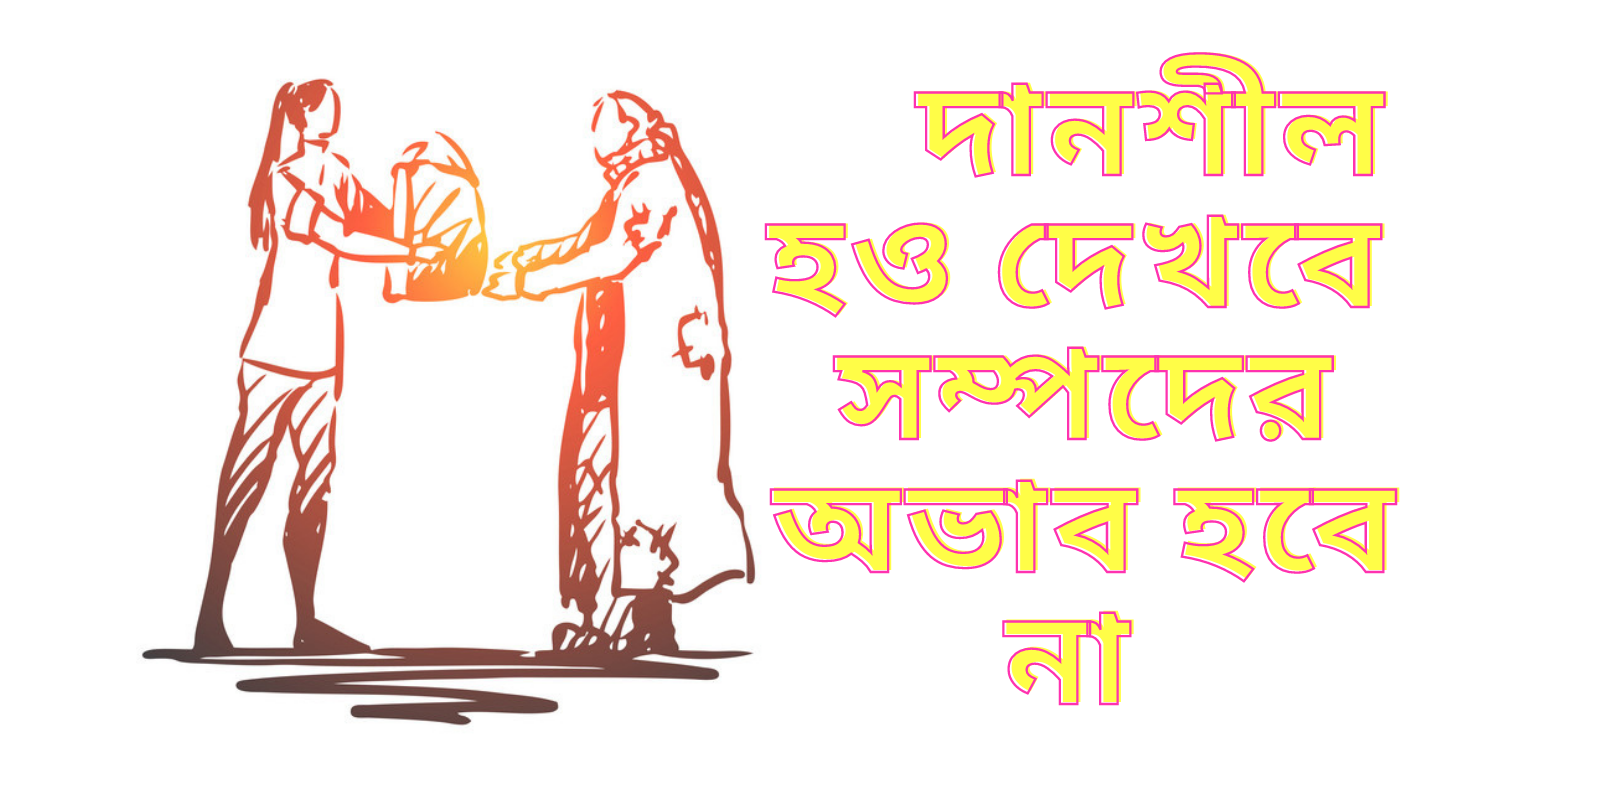 দানশীল
হও দেখবে
সম্পদের
অভাব হবে
না